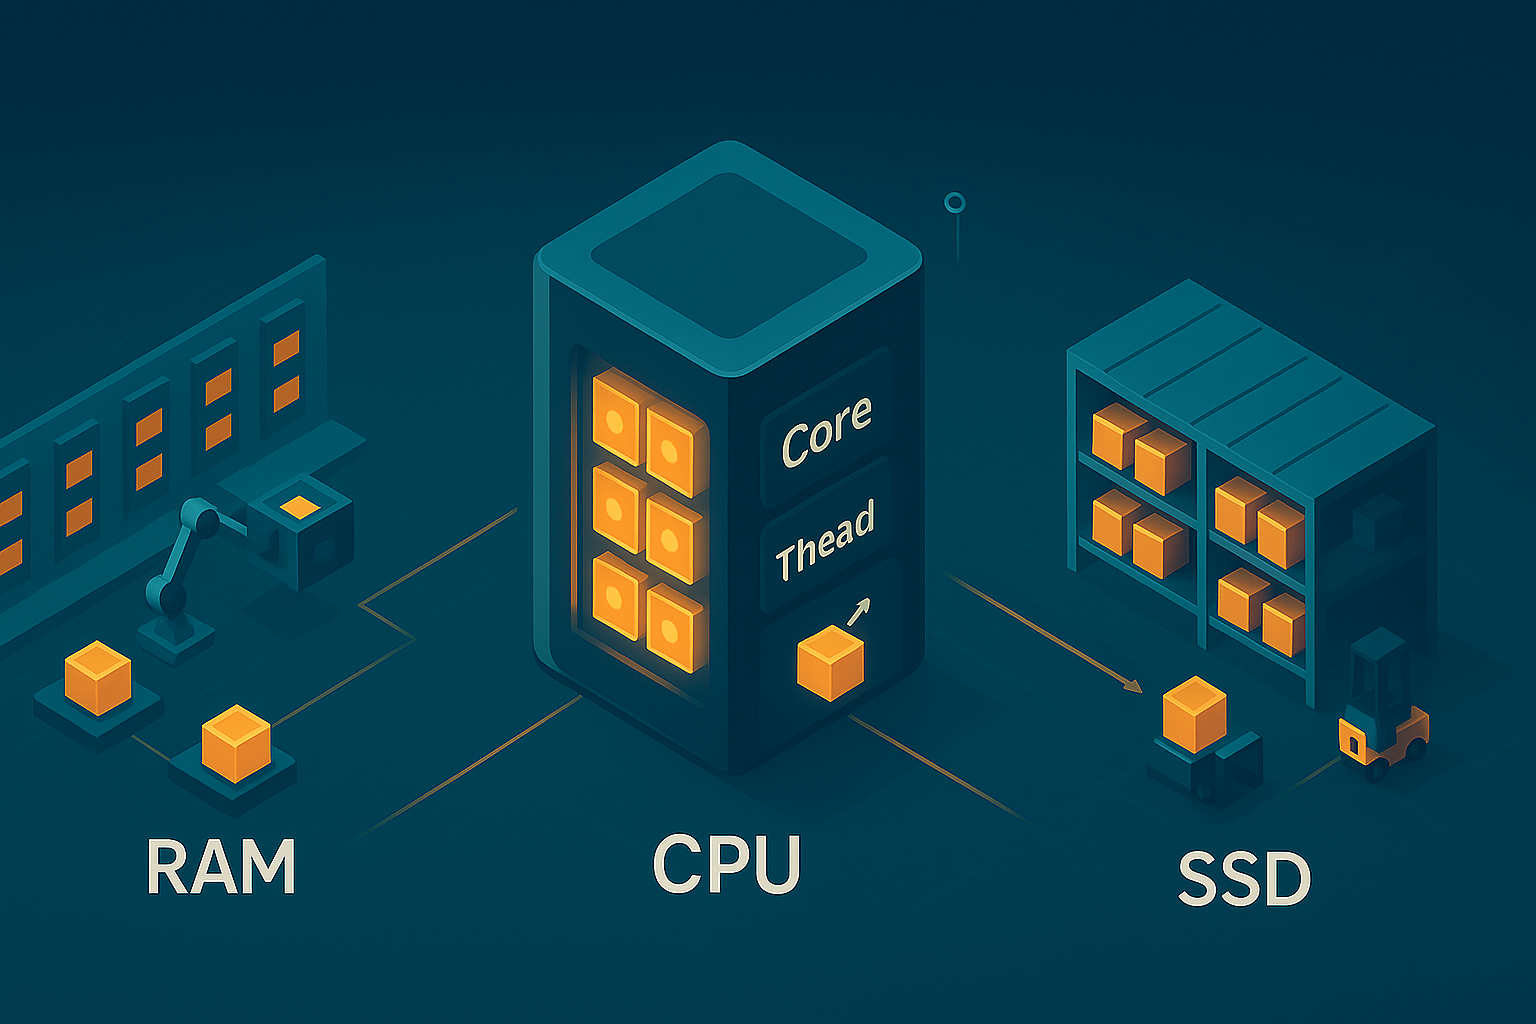 Core
Thead
RAM
CPU
SSD